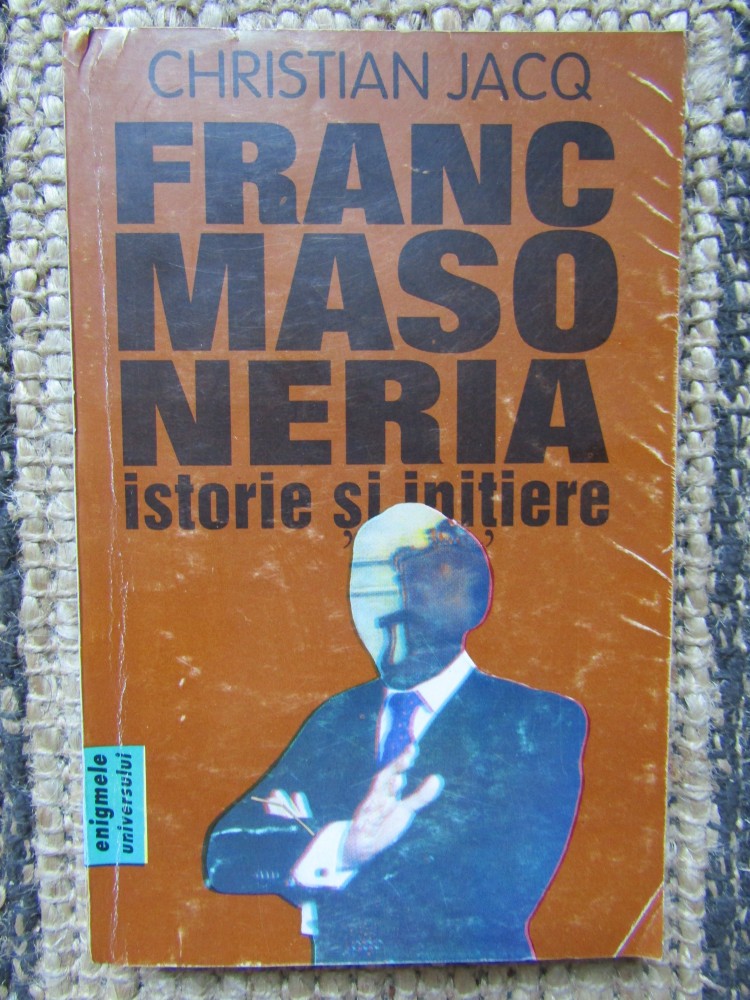 CHRISTIAN JACQ
FRANC
MASO
NERIA
istorie și inițiere
enigmele
universului